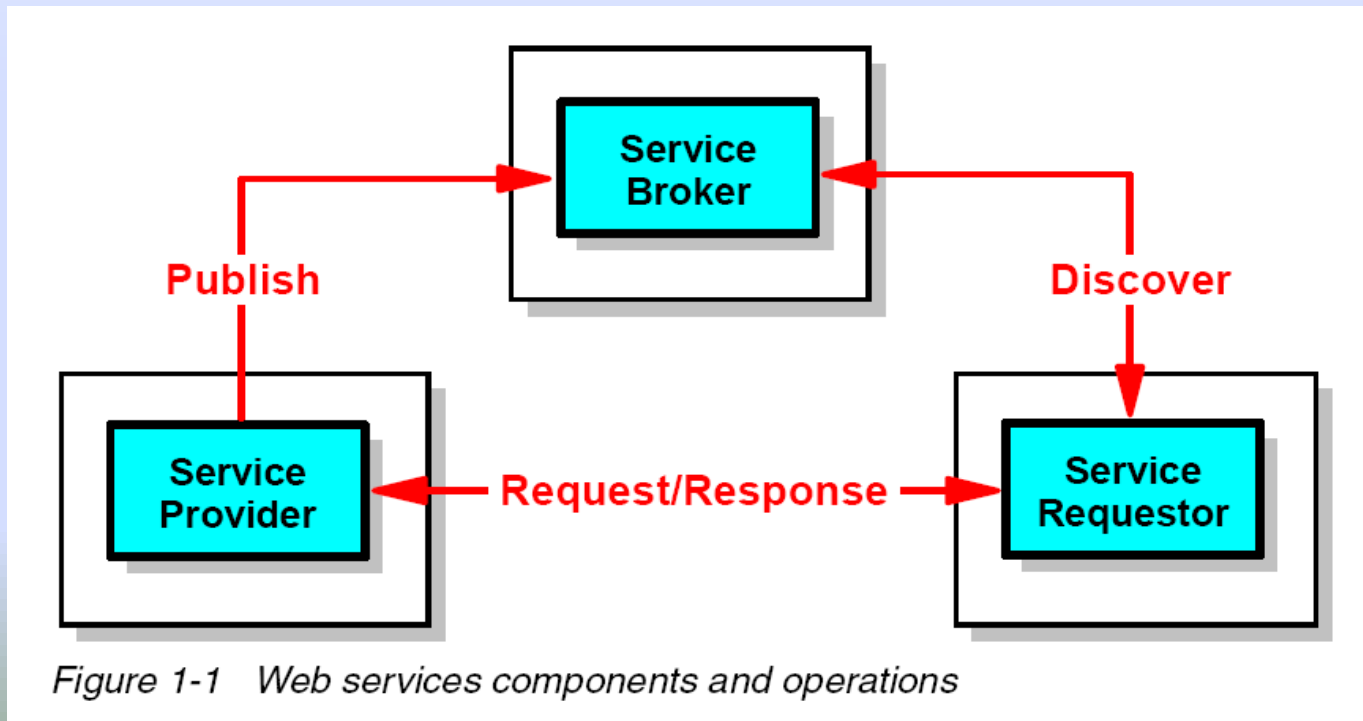 Service
Broker
Publish
Discover
Service
Provider
Request/Response
Service
Requestor
Figure 1-1 Web services components and operations